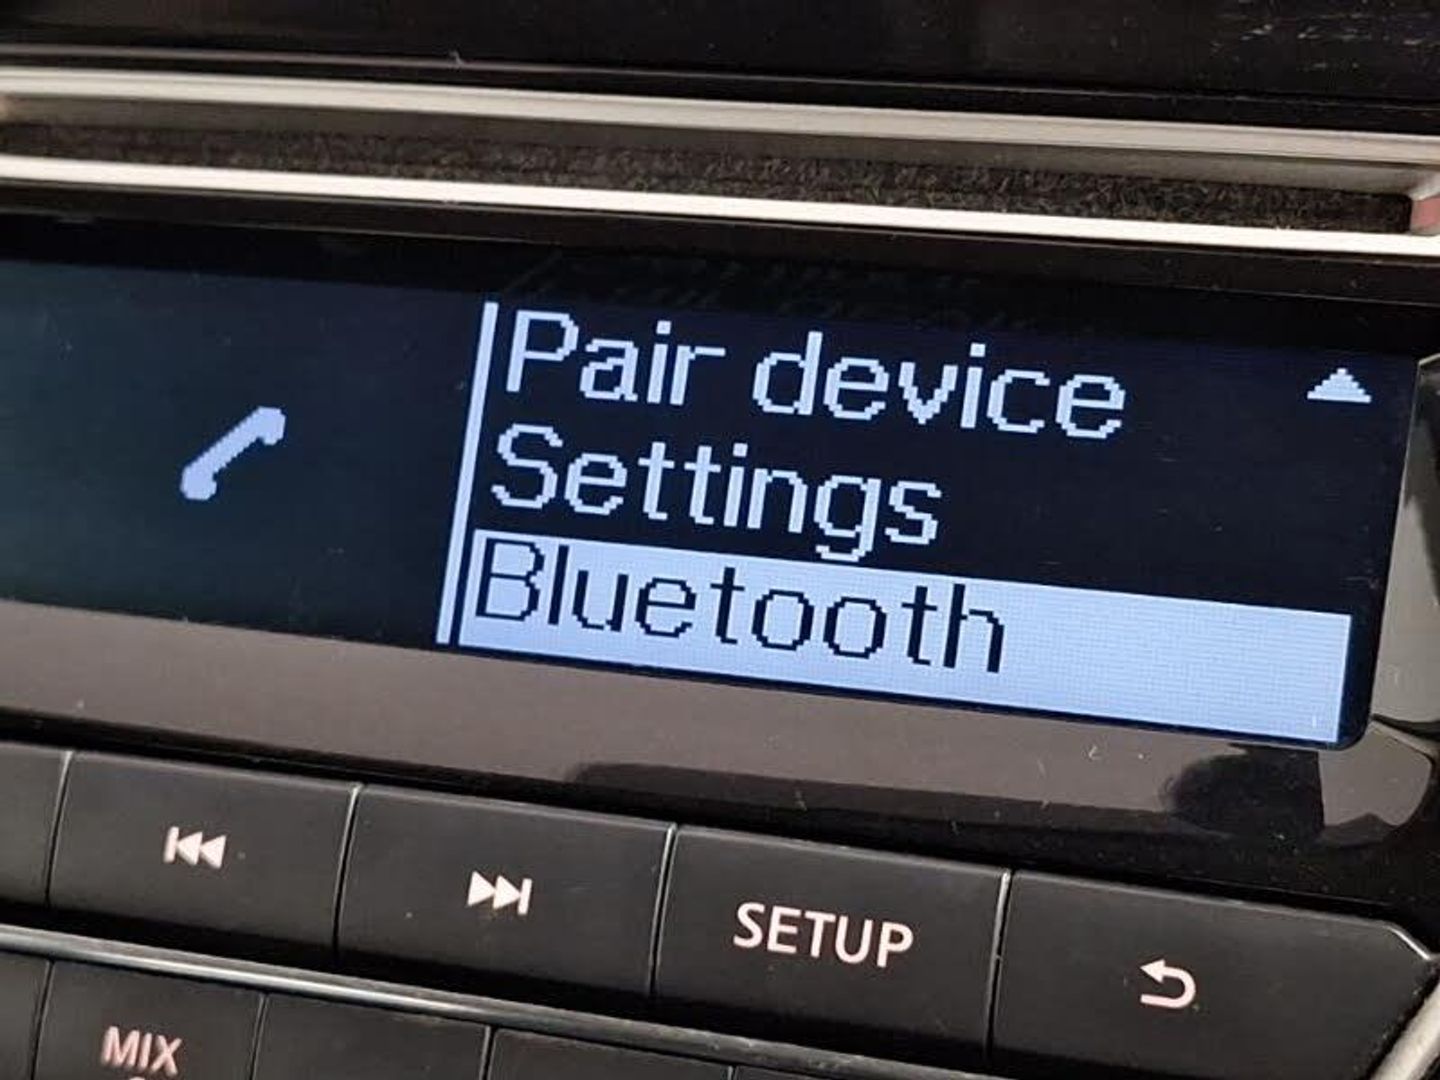 Pair device
Settings
Bluetooth
SETUP
MIX